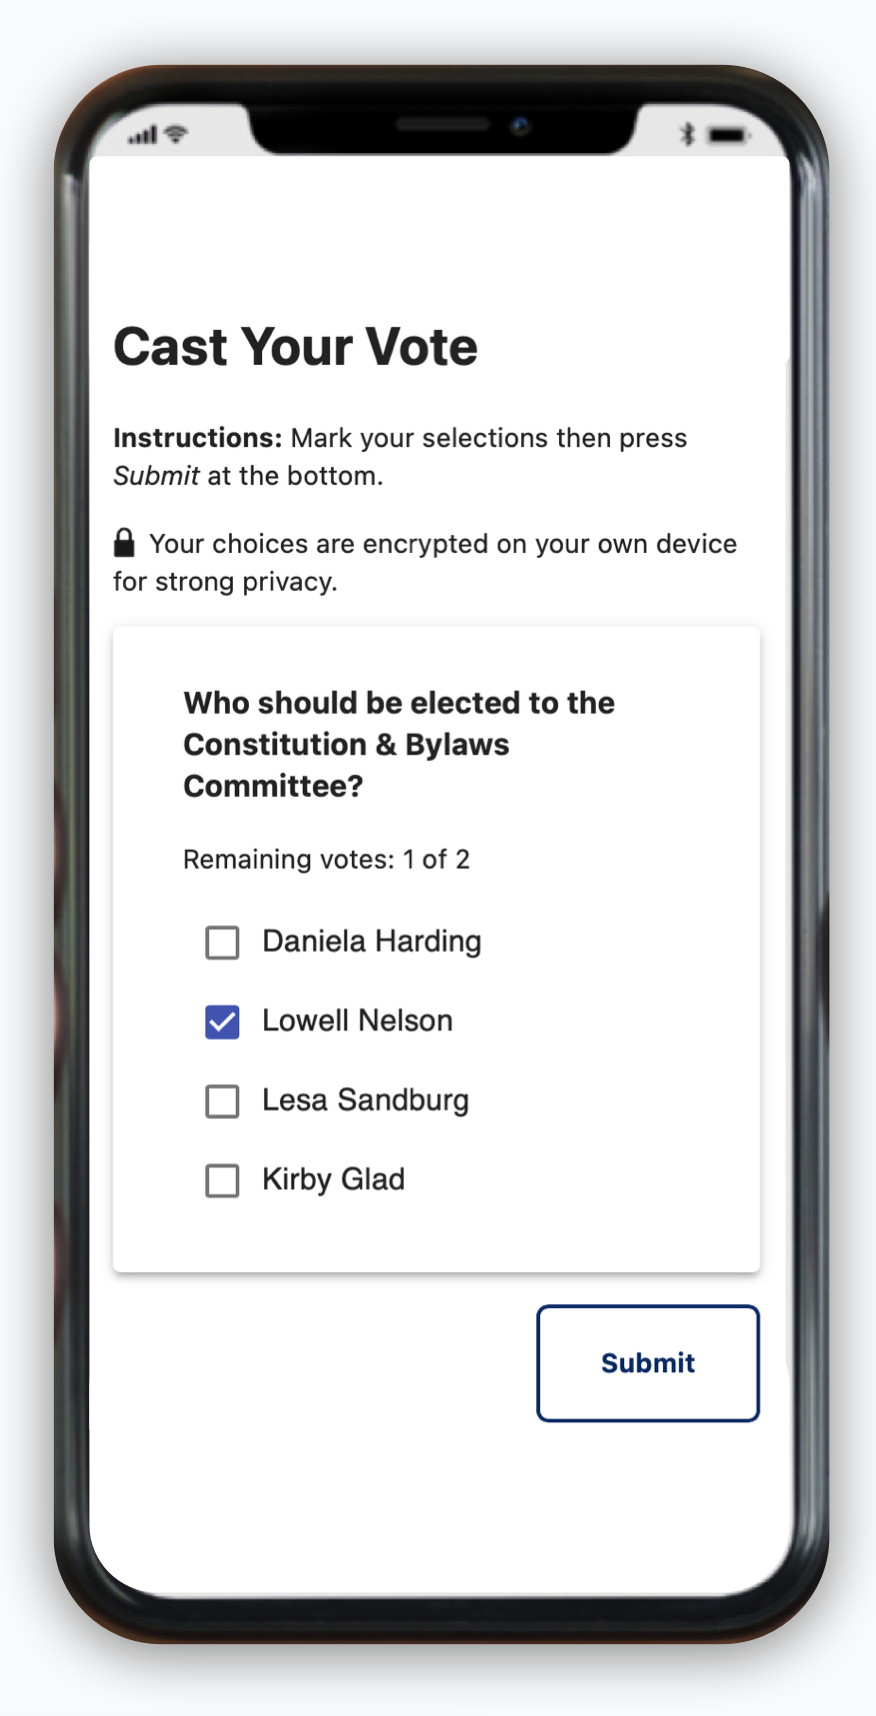 Cast Your Vote
Instructions: Mark your selections then press
Submit at the bottom.
Your choices are encrypted on your own device
for strong privacy.
Who should be elected to the
Constitution & Bylaws
Committee?
Remaining votes: 1 of 2
Daniela Harding
Lowell Nelson
Lesa Sandburg
Kirby Glad
Submit